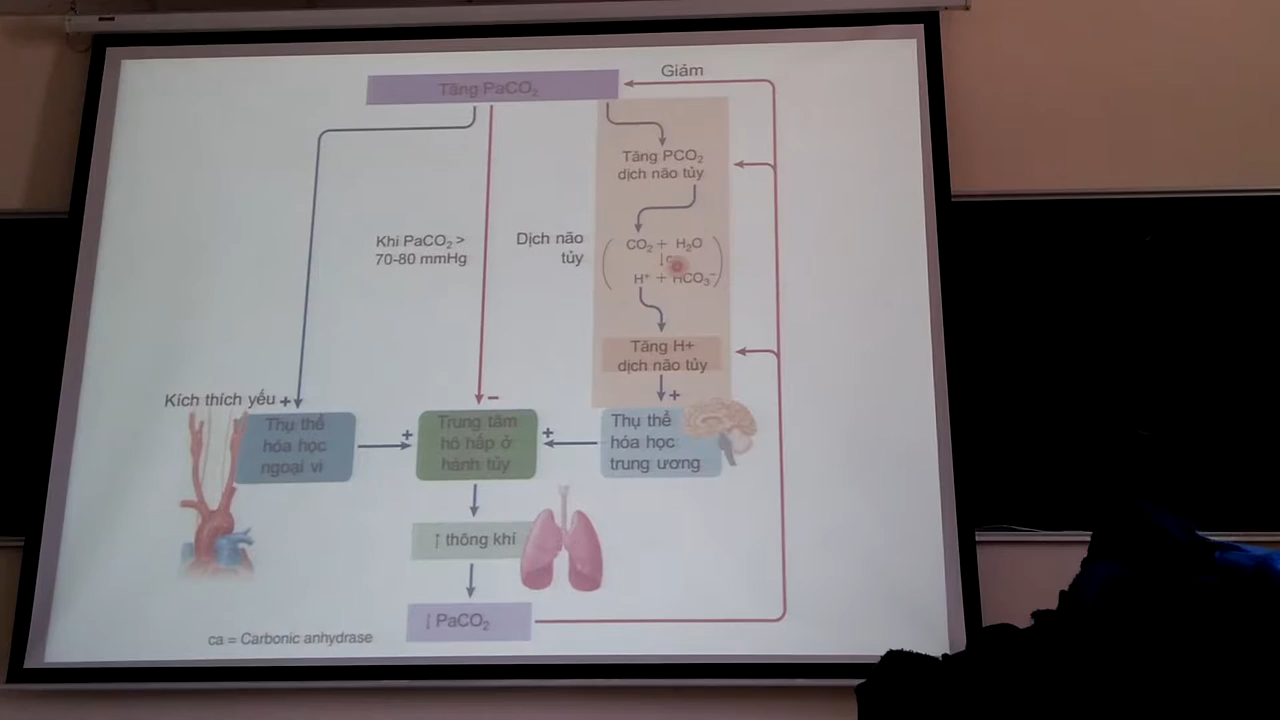 Giảm
Tăng PaCO₂
Tăng PCO₂
dịch não tủy
Khi PaCO₂ >
70-80 mmHg
Dịch não
tủy
CO₂ + H₂O
↓
H⁺ + HCO₃⁻
Tăng H+
dịch não tủy
+
Kích thích yếu +
−
Thụ thể
hóa học
ngoại vi
+
Trung tâm
hô hấp ở
hành tủy
+
Thụ thể
hóa học
trung ương
↑ thông khí
↓ PaCO₂
ca = Carbonic anhydrase